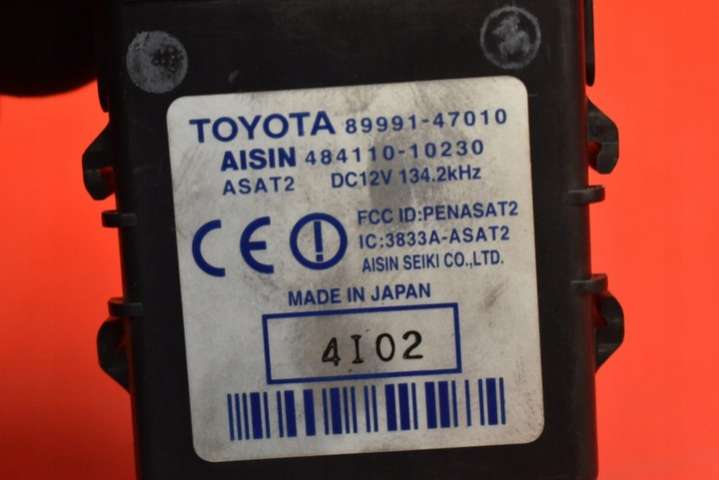 TOYOTA 89991-47010
AISIN 484110-10230
ASAT2 DC12V 134.2kHz
CE
FCC ID:PENASAT2
IC:3833A-ASAT2
AISIN SEIKI CO.,LTD.
MADE IN JAPAN
4I02